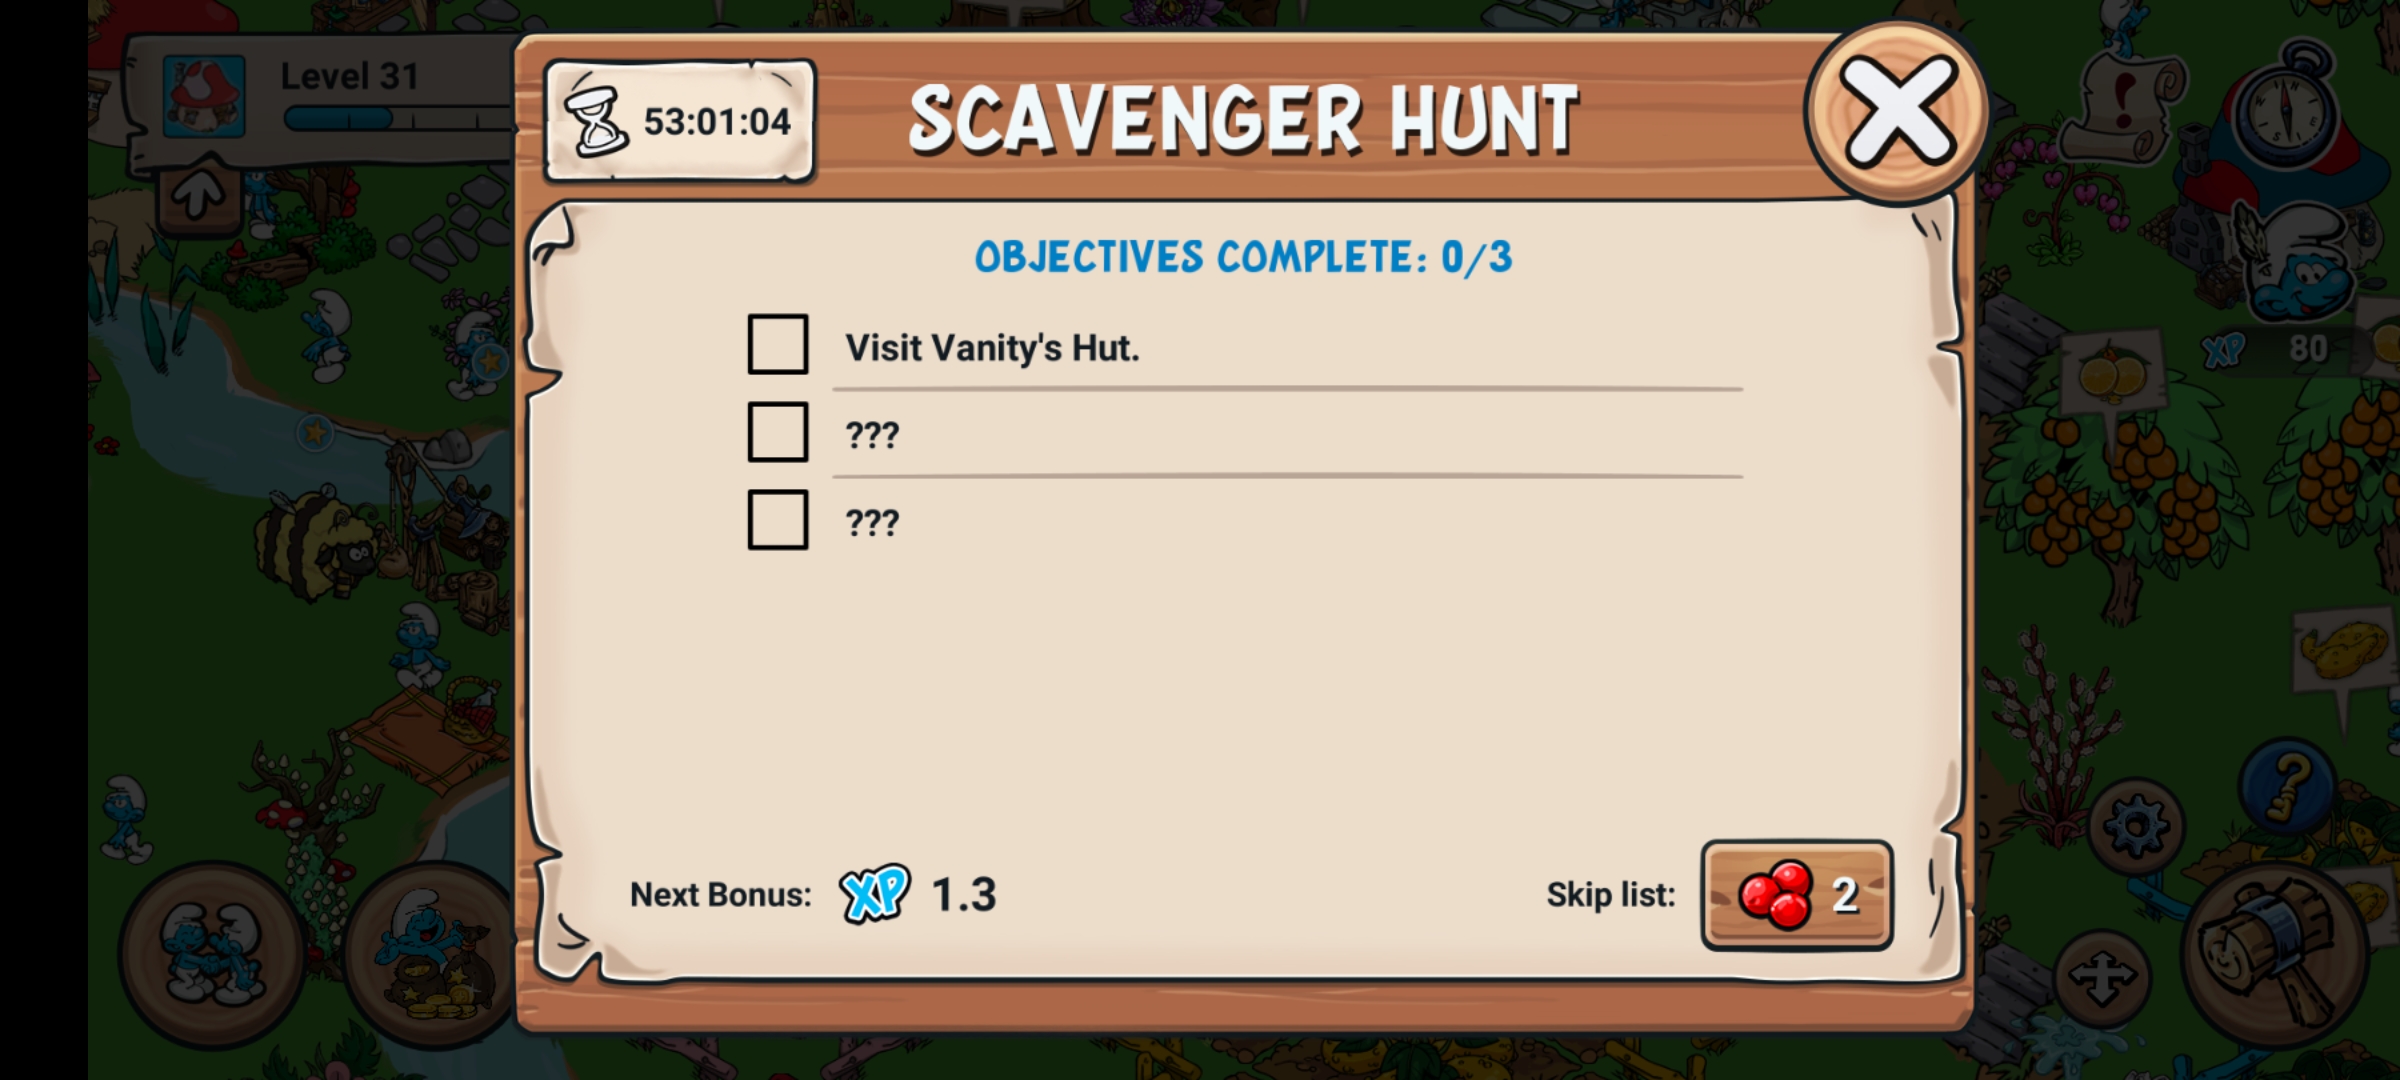 Level 31
53:01:04
SCAVENGER HUNT
OBJECTIVES COMPLETE: 0/3
Visit Vanity's Hut.
???
???
XP 80
Next Bonus: XP 1.3
Skip list: 2